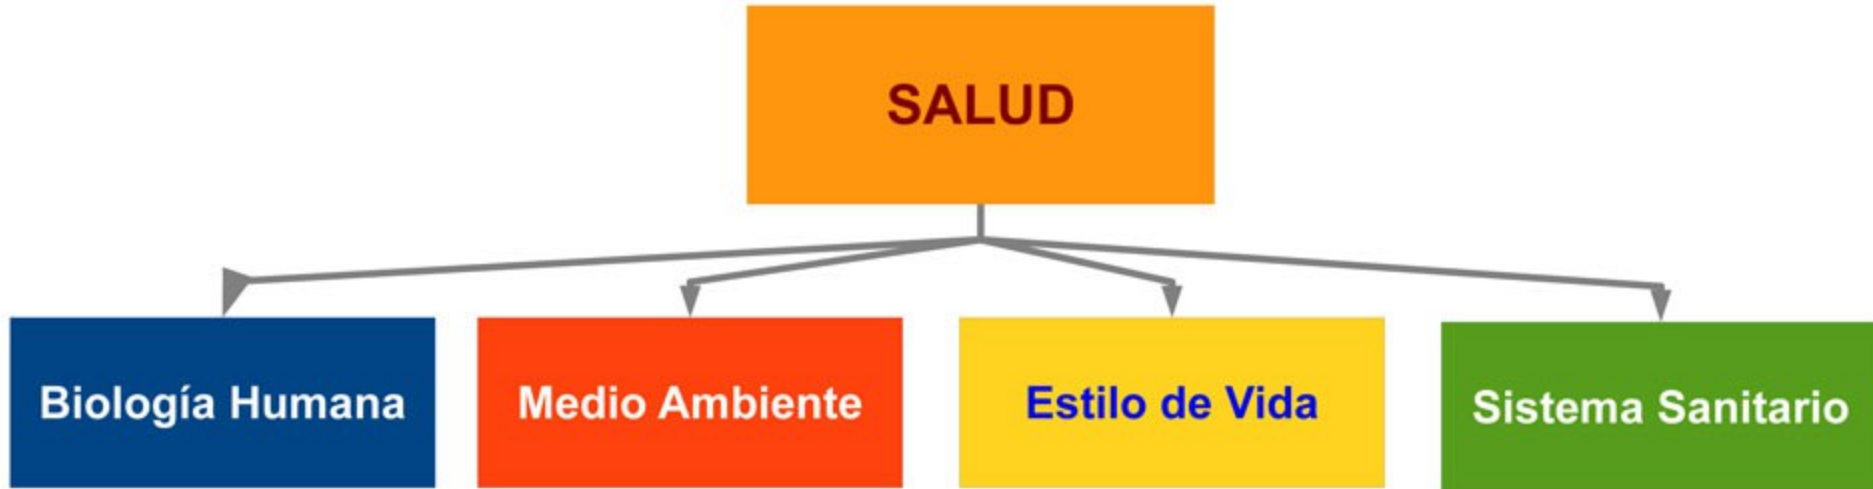 SALUD
Biología Humana
Medio Ambiente
Estilo de Vida
Sistema Sanitario